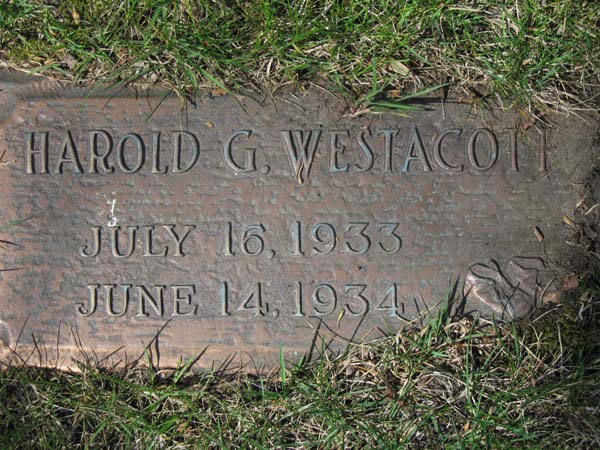 HAROLD G. WESTACOTT
JULY 16, 1933
JUNE 14, 1934